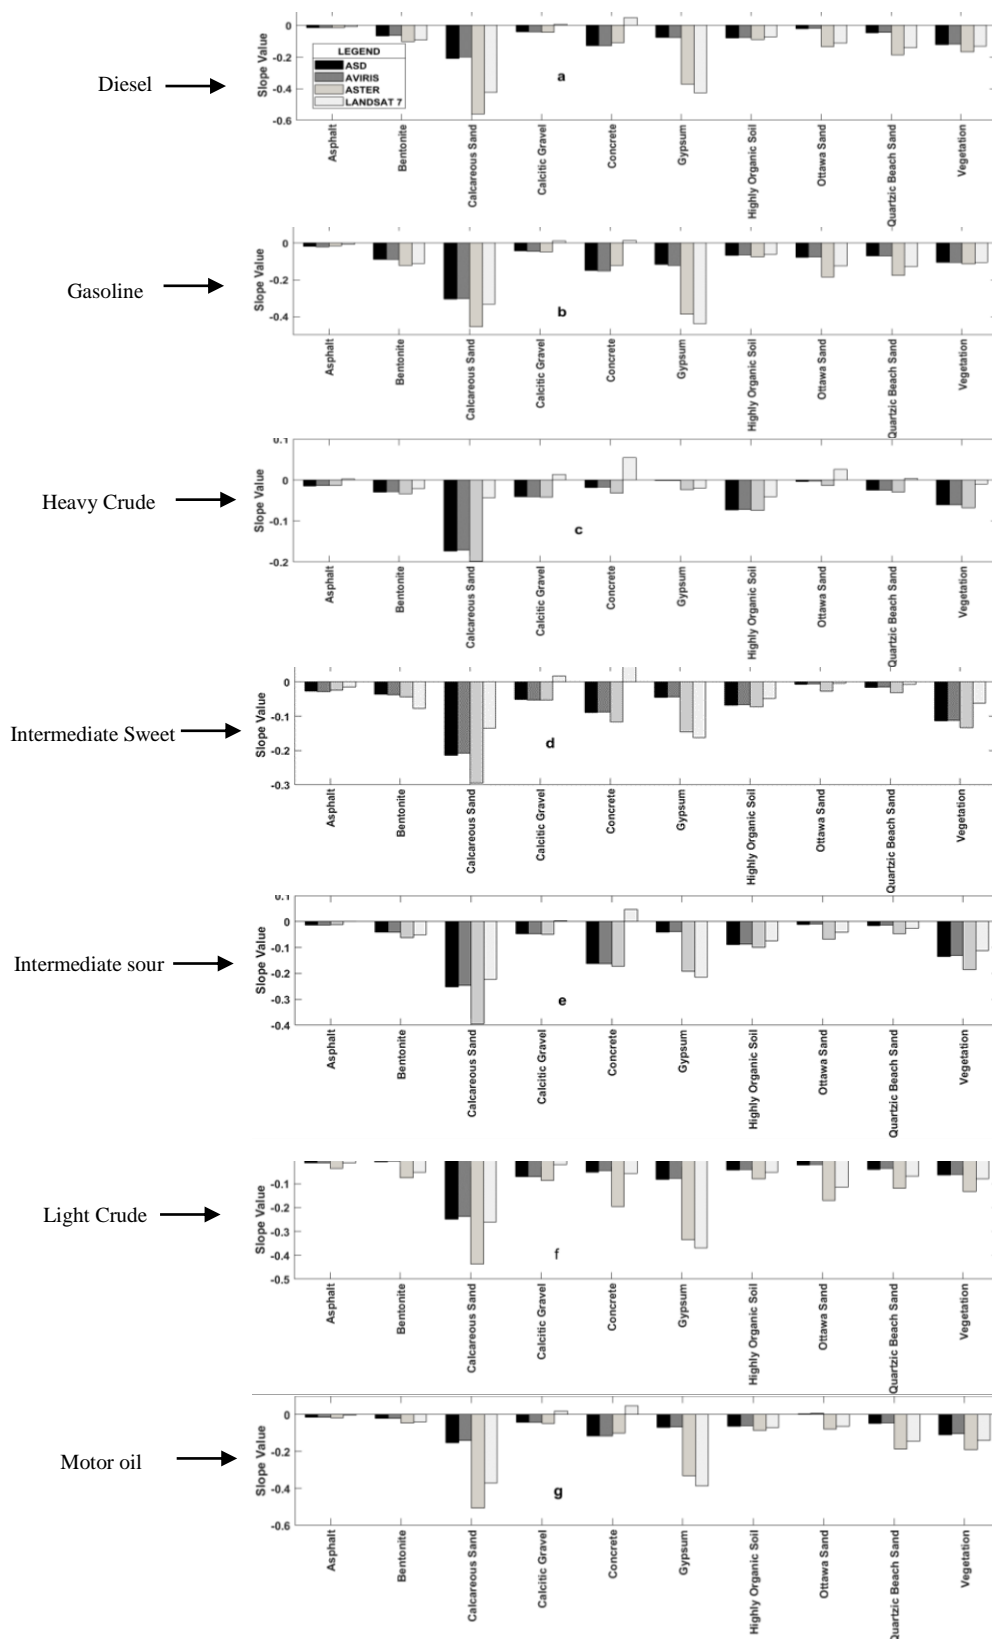 0
-0.2
-0.4
-0.6
Slope Value
LEGEND
ASD
AVIRIS
ASTER
LANDSAT 7
a
Diesel
Asphalt
Bentonite
Calcareous Sand
Calcitic Gravel
Concrete
Gypsum
Highly Organic Soil
Ottawa Sand
Quartzic Beach Sand
Vegetation
0
-0.2
-0.4
Slope Value
b
Gasoline
Asphalt
Bentonite
Calcareous Sand
Calcitic Gravel
Concrete
Gypsum
Highly Organic Soil
Ottawa Sand
Quartzic Beach Sand
Vegetation
0.1
0
-0.1
-0.2
Slope Value
c
Heavy Crude
Asphalt
Bentonite
Calcareous Sand
Calcitic Gravel
Concrete
Gypsum
Highly Organic Soil
Ottawa Sand
Quartzic Beach Sand
Vegetation
0
-0.1
-0.2
-0.3
Slope Value
d
Intermediate Sweet
Asphalt
Bentonite
Calcareous Sand
Calcitic Gravel
Concrete
Gypsum
Highly Organic Soil
Ottawa Sand
Quartzic Beach Sand
Vegetation
0.1
0
-0.1
-0.2
-0.3
-0.4
Slope Value
e
Intermediate sour
Asphalt
Bentonite
Calcareous Sand
Calcitic Gravel
Concrete
Gypsum
Highly Organic Soil
Ottawa Sand
Quartzic Beach Sand
Vegetation
-0.1
-0.2
-0.3
-0.4
-0.5
Slope Value
f
Light Crude
Asphalt
Bentonite
Calcareous Sand
Calcitic Gravel
Concrete
Gypsum
Highly Organic Soil
Ottawa Sand
Quartzic Beach Sand
Vegetation
0
-0.2
-0.4
-0.6
Slope Value
g
Motor oil
Asphalt
Bentonite
Calcareous Sand
Calcitic Gravel
Concrete
Gypsum
Highly Organic Soil
Ottawa Sand
Quartzic Beach Sand
Vegetation